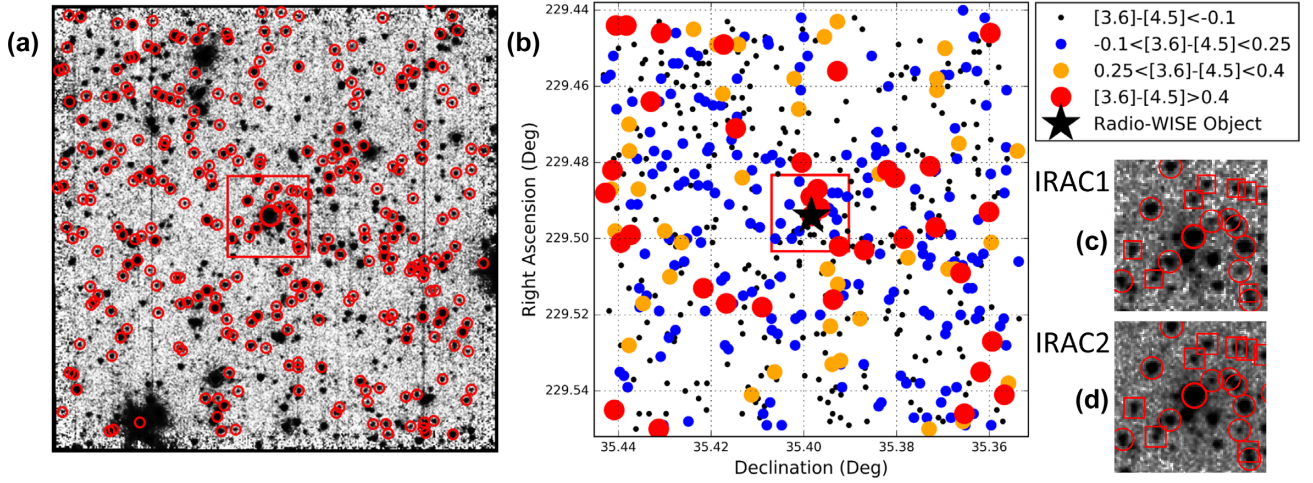 (a)
(b)
229.44
229.46
229.48
229.50
229.52
229.54
Right Ascension (Deg)
35.44
35.42
35.40
35.38
35.36
Declination (Deg)
[3.6]-[4.5]<-0.1
-0.1<[3.6]-[4.5]<0.25
0.25<[3.6]-[4.5]<0.4
[3.6]-[4.5]>0.4
Radio-WISE Object
IRAC1
(c)
IRAC2
(d)